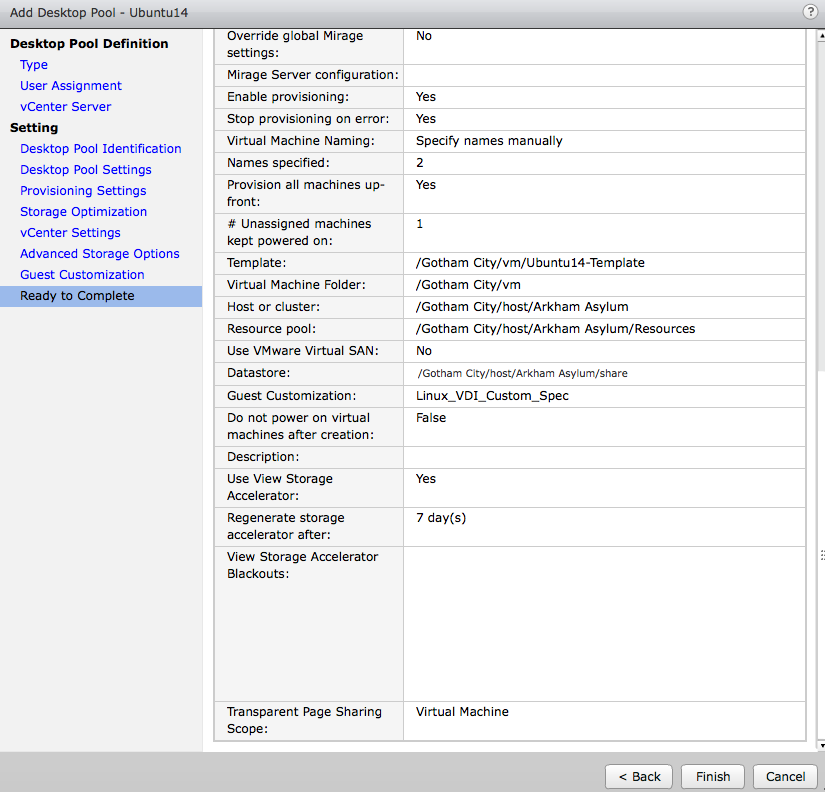 Add Desktop Pool - Ubuntu14
?
Desktop Pool Definition
Type
User Assignment
vCenter Server
Setting
Desktop Pool Identification
Desktop Pool Settings
Provisioning Settings
Storage Optimization
vCenter Settings
Advanced Storage Options
Guest Customization
Ready to Complete
Override global Mirage No
settings:
Mirage Server configuration:
Enable provisioning: Yes
Stop provisioning on error: Yes
Virtual Machine Naming: Specify names manually
Names specified: 2
Provision all machines up- Yes
front:
# Unassigned machines 1
kept powered on:
Template: /Gotham City/vm/Ubuntu14-Template
Virtual Machine Folder: /Gotham City/vm
Host or cluster: /Gotham City/host/Arkham Asylum
Resource pool: /Gotham City/host/Arkham Asylum/Resources
Use VMware Virtual SAN: No
Datastore: /Gotham City/host/Arkham Asylum/share
Guest Customization: Linux_VDI_Custom_Spec
Do not power on virtual False
machines after creation:
Description:
Use View Storage Yes
Accelerator:
Regenerate storage 7 day(s)
accelerator after:
View Storage Accelerator
Blackouts:
Transparent Page Sharing Virtual Machine
Scope:
< Back Finish Cancel